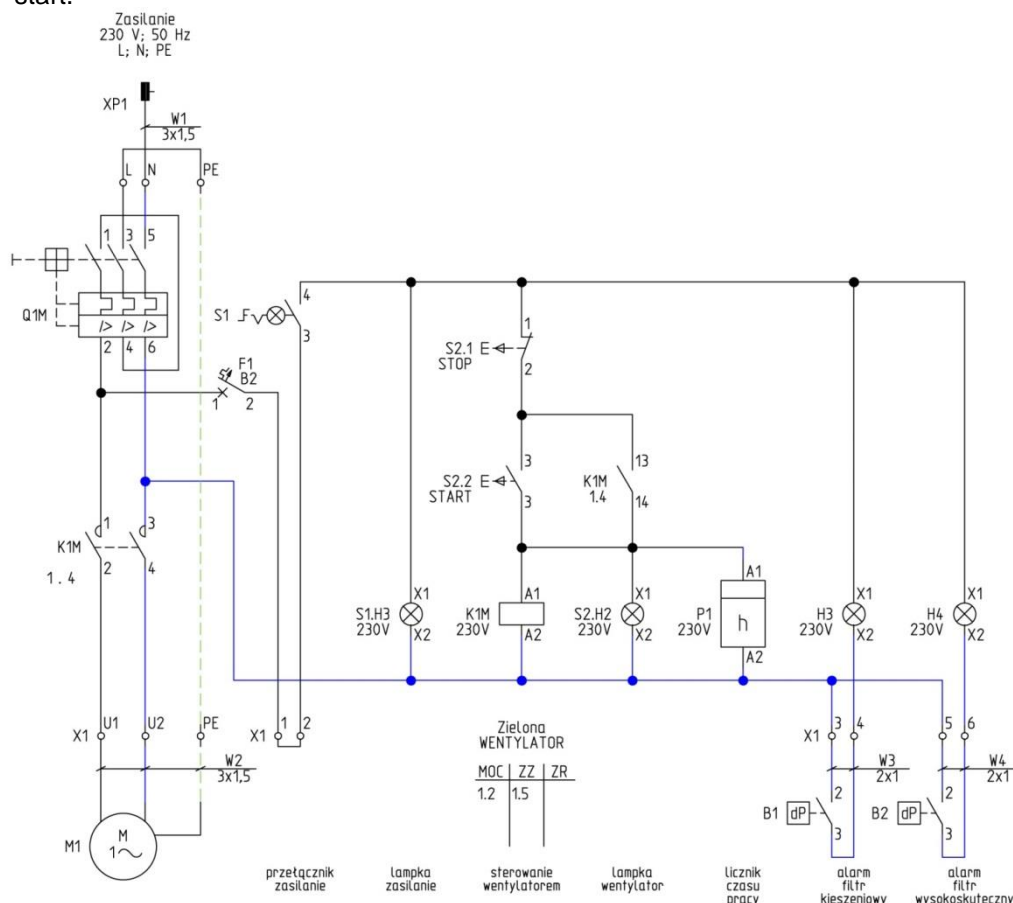 start.
Zasilanie
230 V; 50 Hz
L; N; PE
XP1
W1
3x1,5
L N PE
1 3 5
Q1M
I> I> I>
2 4 6
F1
B2
1 2
S1
4
3
1
S2.1 E
STOP
2
3
S2.2 E
START
3
13
K1M
1.4
14
K1M
1 3
1.4
2 4
S1.H3
230V
X1
X2
K1M
230V
A1
A2
S2.H2
230V
X1
X2
P1
230V
A1
h
A2
H3
230V
X1
X2
H4
230V
X1
X2
X1 U1 U2 PE
X1 1 2
X1 3 4 5 6
W2
3x1,5
W3
2x1
W4
2x1
Zielona
WENTYLATOR
MOC ZZ ZR
1.2 1.5
B1 dP 2
3
B2 dP 2
3
M1
M
1~
przełącznik
zasilanie
lampka
zasilanie
sterowanie
wentylatorem
lampka
wentylator
licznik
czasu
pracy
alarm
filtr
kieszeniowy
alarm
filtr
wysokoskuteczny